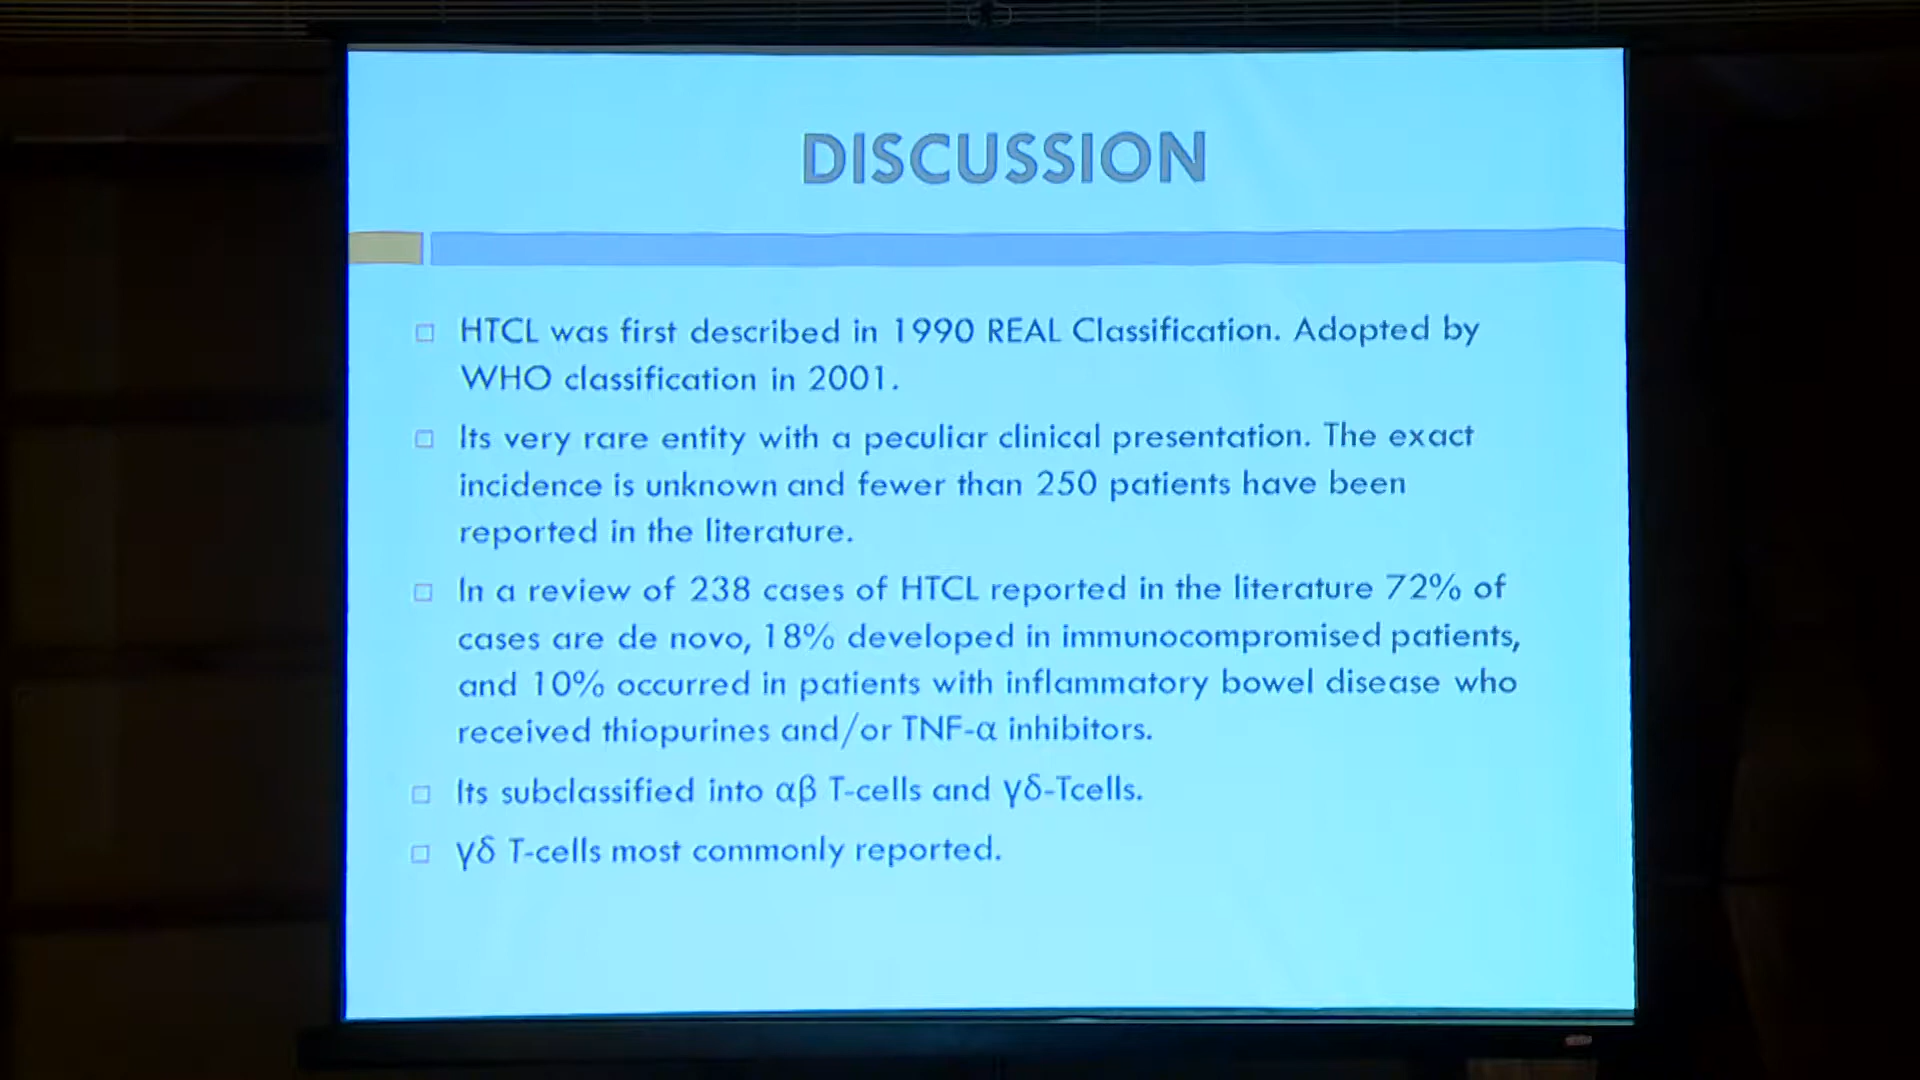 DISCUSSION
HTCL was first described in 1990 REAL Classification. Adopted by
WHO classification in 2001.
Its very rare entity with a peculiar clinical presentation. The exact
incidence is unknown and fewer than 250 patients have been
reported in the literature.
In a review of 238 cases of HTCL reported in the literature 72% of
cases are de novo, 18% developed in immunocompromised patients,
and 10% occurred in patients with inflammatory bowel disease who
received thiopurines and/or TNF-α inhibitors.
Its subclassified into αβ T-cells and γδ-Tcells.
γδ T-cells most commonly reported.